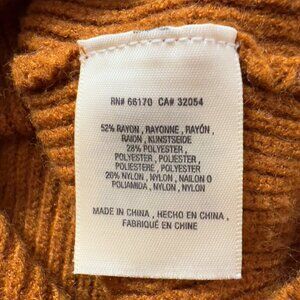 RN# 66170 CA# 32054
52% RAYON , RAYONNE , RAYÓN ,
RAION , KUNSTSEIDE
28% POLYESTER ,
POLYESTER , POLIESTER ,
POLIESTERE , POLYESTER
20% NYLON , NYLON , NAILON O
POLIAMIDA , NYLON , NYLON
MADE IN CHINA , HECHO EN CHINA ,
FABRIQUÉ EN CHINE